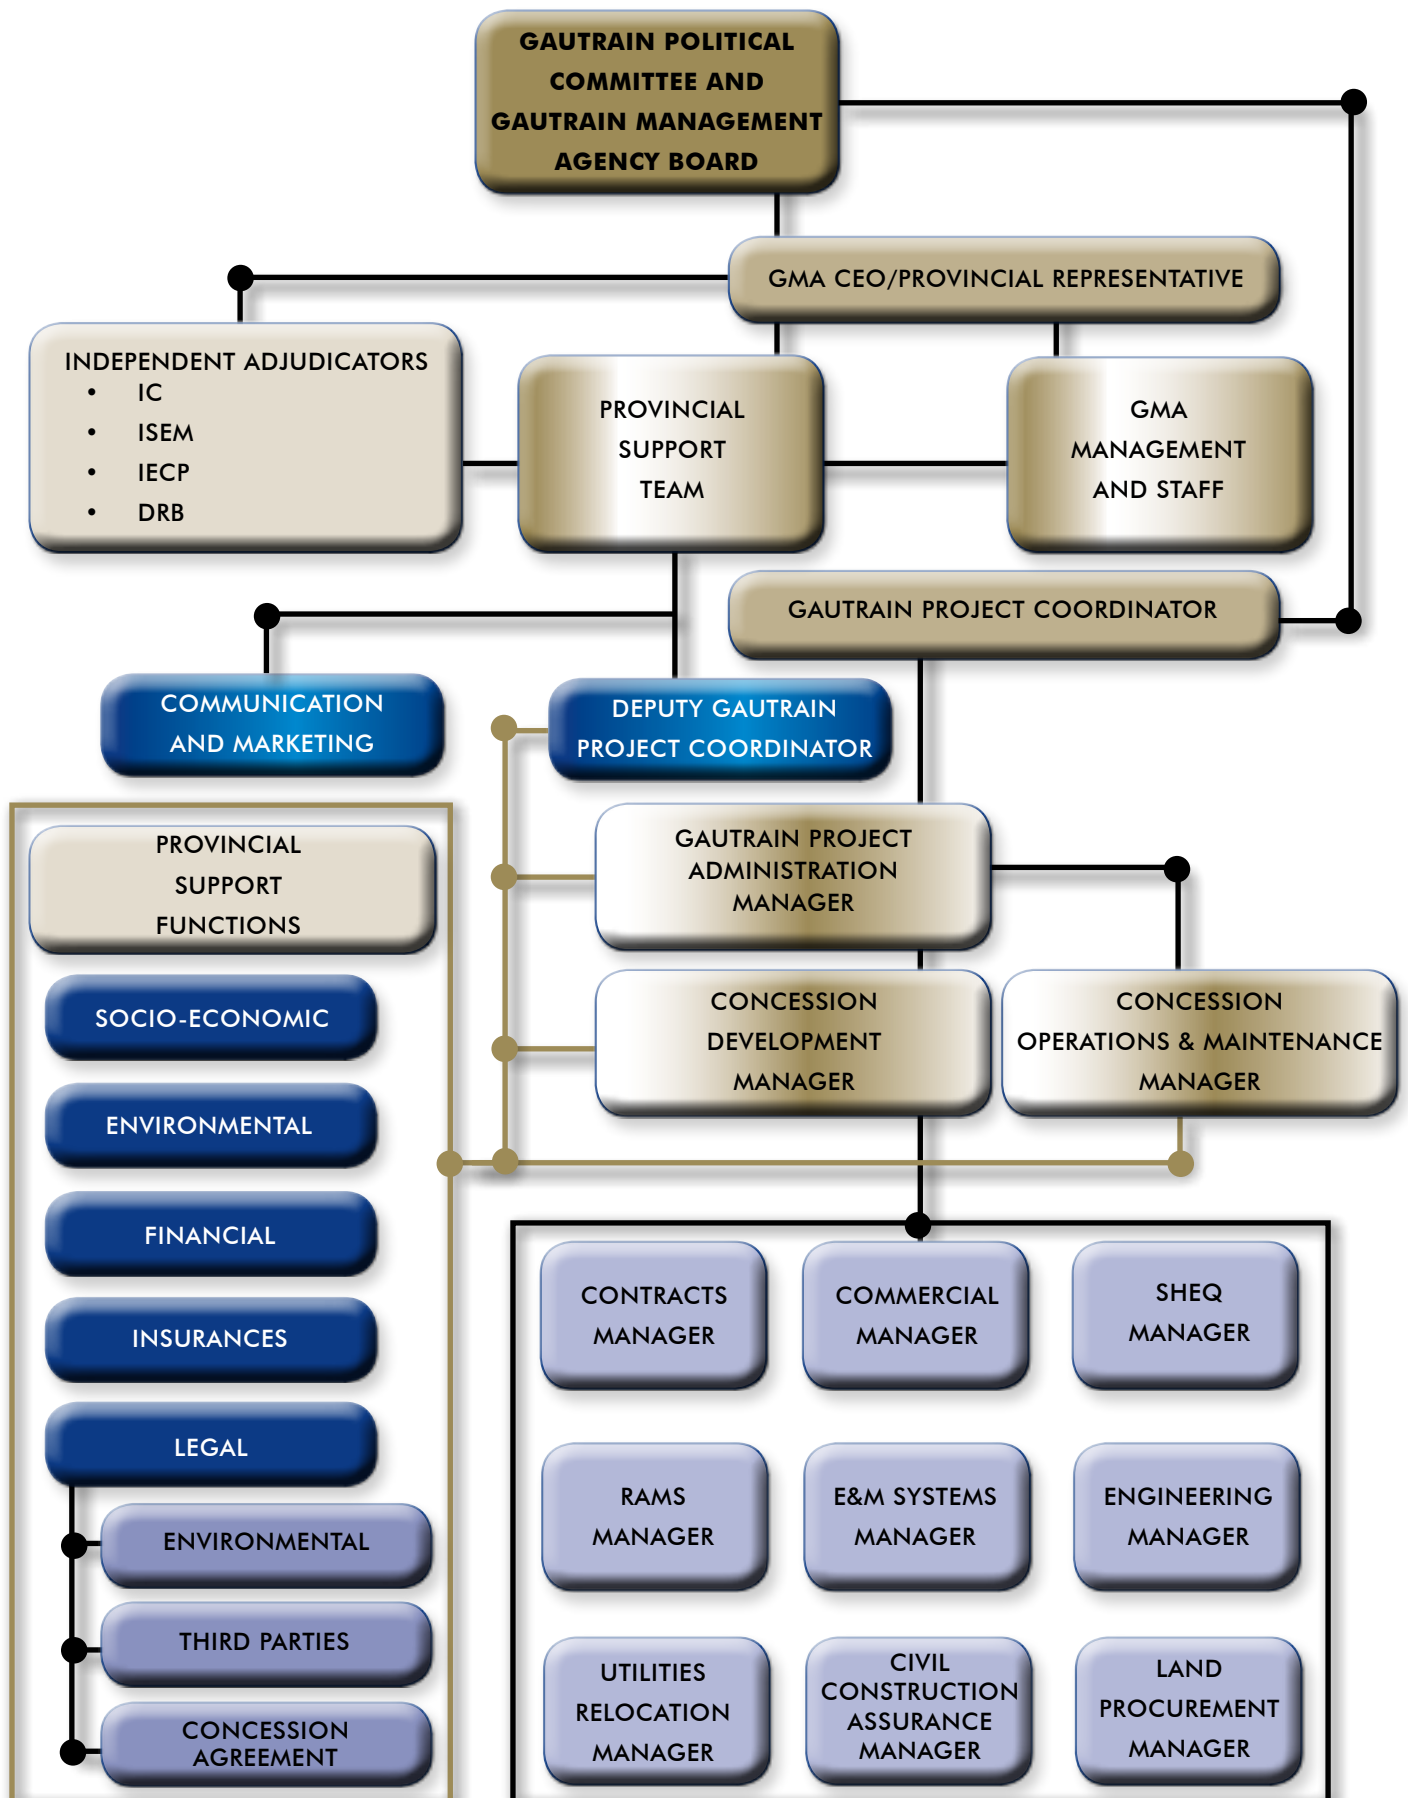 GAUTRAIN POLITICAL
COMMITTEE AND
GAUTRAIN MANAGEMENT
AGENCY BOARD
GMA CEO/PROVINCIAL REPRESENTATIVE
INDEPENDENT ADJUDICATORS
• IC
• ISEM
• IECP
• DRB
PROVINCIAL
SUPPORT
TEAM
GMA
MANAGEMENT
AND STAFF
GAUTRAIN PROJECT COORDINATOR
COMMUNICATION
AND MARKETING
DEPUTY GAUTRAIN
PROJECT COORDINATOR
GAUTRAIN PROJECT
ADMINISTRATION
MANAGER
CONCESSION
DEVELOPMENT
MANAGER
CONCESSION
OPERATIONS & MAINTENANCE
MANAGER
PROVINCIAL
SUPPORT
FUNCTIONS
SOCIO-ECONOMIC
ENVIRONMENTAL
FINANCIAL
INSURANCES
LEGAL
ENVIRONMENTAL
THIRD PARTIES
CONCESSION
AGREEMENT
CONTRACTS
MANAGER
COMMERCIAL
MANAGER
SHEQ
MANAGER
RAMS
MANAGER
E&M SYSTEMS
MANAGER
ENGINEERING
MANAGER
UTILITIES
RELOCATION
MANAGER
CIVIL
CONSTRUCTION
ASSURANCE
MANAGER
LAND
PROCUREMENT
MANAGER